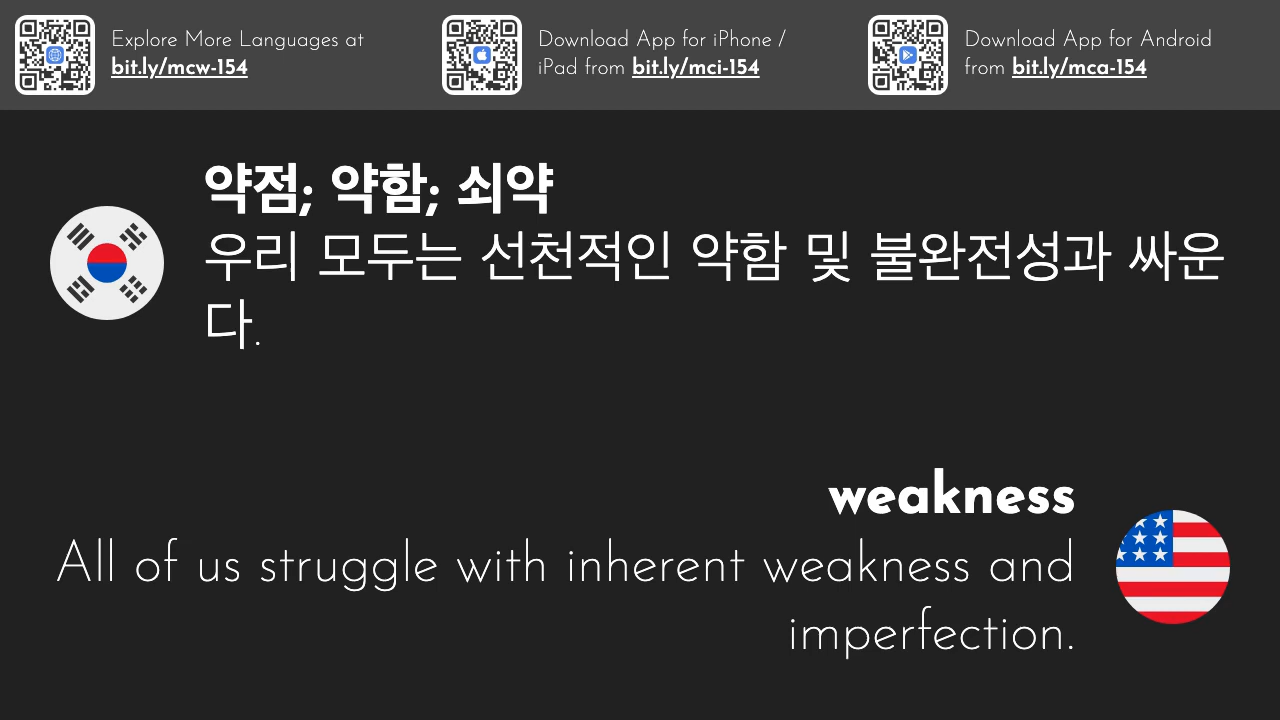 Explore More Languages at
bit.ly/mcw-154
Download App for iPhone /
iPad from bit.ly/mci-154
Download App for Android
from bit.ly/mca-154
약점; 약함; 쇠약
우리 모두는 선천적인 약함 및 불완전성과 싸운
다.
weakness
All of us struggle with inherent weakness and
imperfection.